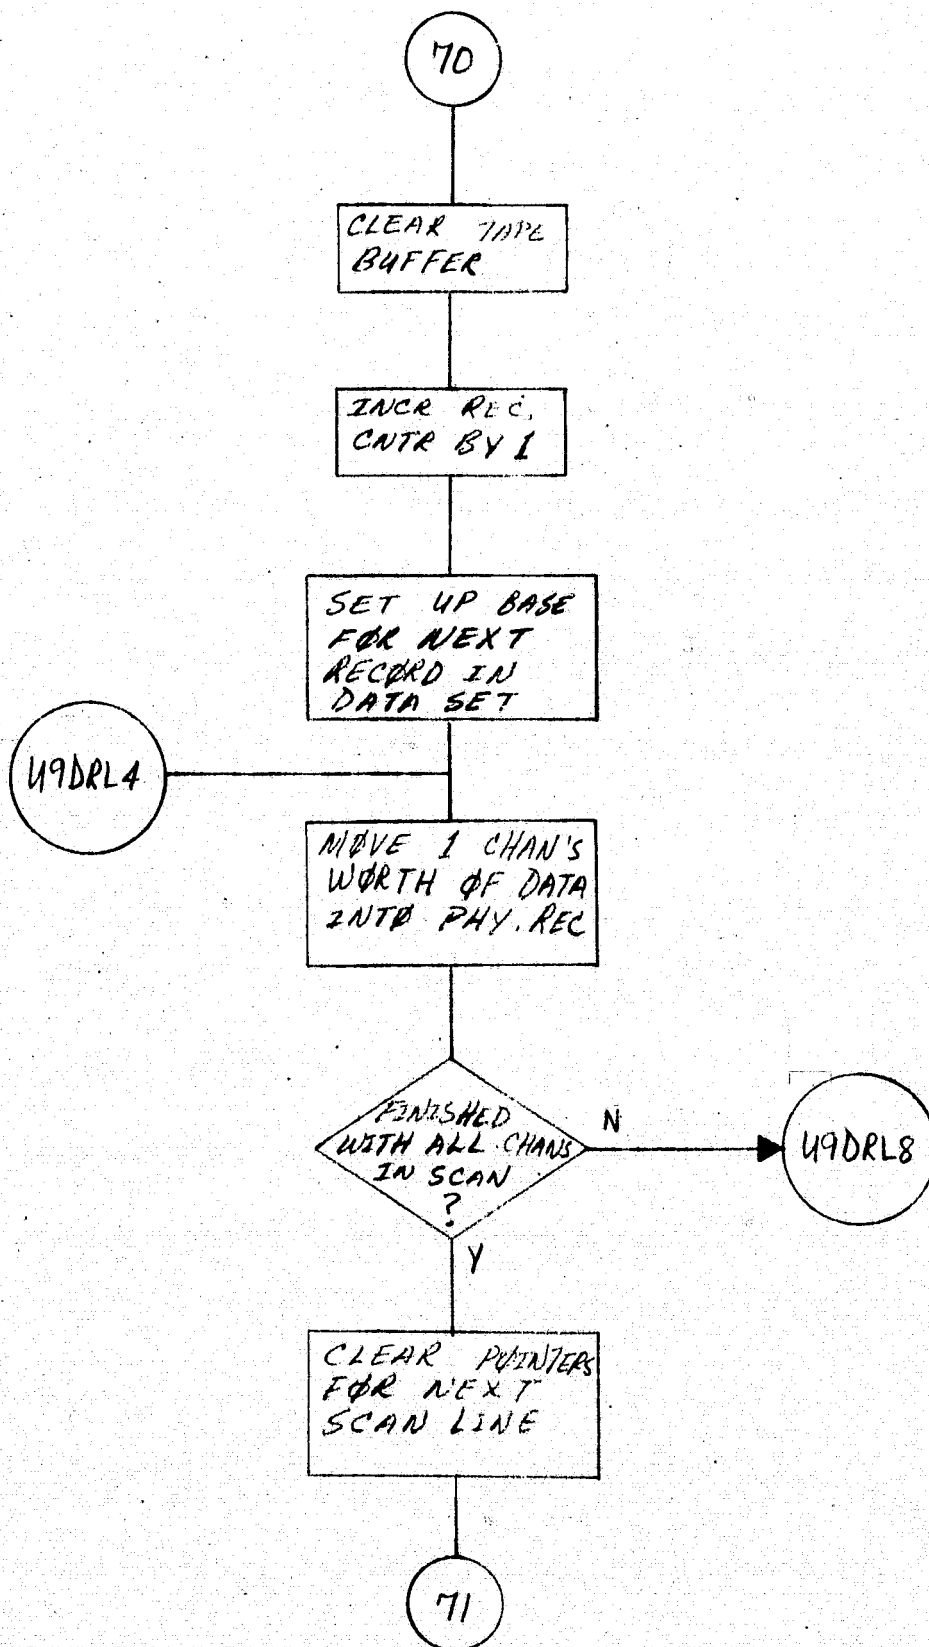 70
CLEAR TAPE
BUFFER
INCR REC.
CNTR BY 1
SET UP BASE
FØR NEXT
RECØRD IN
DATA SET
U9DRL4
MØVE 1 CHAN'S
WØRTH ØF DATA
INTØ PHY. REC
FINISHED
WITH ALL CHANS
IN SCAN
?
N
U9DRL8
Y
CLEAR PØINTERS
FØR NEXT
SCAN LINE
71